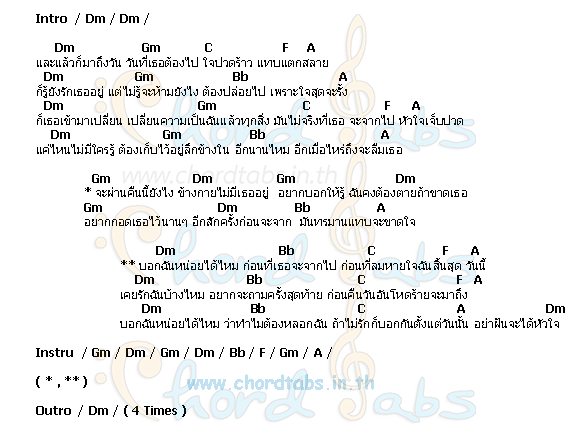 Intro / Dm / Dm /
Dm Gm C F A
และแล้วก็มาถึงวัน วันที่เธอต้องไป ใจปวดร้าว แทบแตกสลาย
Dm Gm Bb A
ก็รู้ยังรักเธออยู่ แต่ไม่รู้จะห้ามยังไง ต้องปล่อยไป เพราะใจสุดจะรั้ง
Dm Gm C F A
ก็เธอเข้ามาเปลี่ยน เปลี่ยนความเป็นฉันแล้วทุกสิ่ง มันไม่จริงที่เธอ จะจากไป หัวใจเจ็บปวด
Dm Gm Bb A
แค่ไหนไม่มีใครรู้ ต้องเก็บไว้อยู่ลึกข้างใน อีกนานไหม อีกเมื่อไหร่ถึงจะลืมเธอ
Gm Dm Gm Dm
* จะผ่านคืนนี้ยังไง ข้างกายไม่มีเธออยู่ อยากบอกให้รู้ ฉันคงต้องตายถ้าขาดเธอ
Gm Dm Bb A
อยากกอดเธอไว้นานๆ อีกสักครั้งก่อนจะจาก มันทรมานแทบจะขาดใจ
Dm Bb C F A
** บอกฉันหน่อยได้ไหม ก่อนที่เธอจะจากไป ก่อนที่ลมหายใจฉันสิ้นสุด วันนี้
Dm Gm C F A
เคยรักฉันบ้างไหม อยากจะถามครั้งสุดท้าย ก่อนคืนวันอันโหดร้ายจะมาถึง
Dm Bb C A Dm
บอกฉันหน่อยได้ไหม ว่าทำไมต้องหลอกฉัน ถ้าไม่รักก็บอกกันตั้งแต่วันนั้น อย่าฝืนจะได้หัวใจ
Instru / Gm / Dm / Gm / Dm / Bb / F / Gm / A /
( * , ** )
www.chordtabs.in.th
Outro / Dm / ( 4 Times )